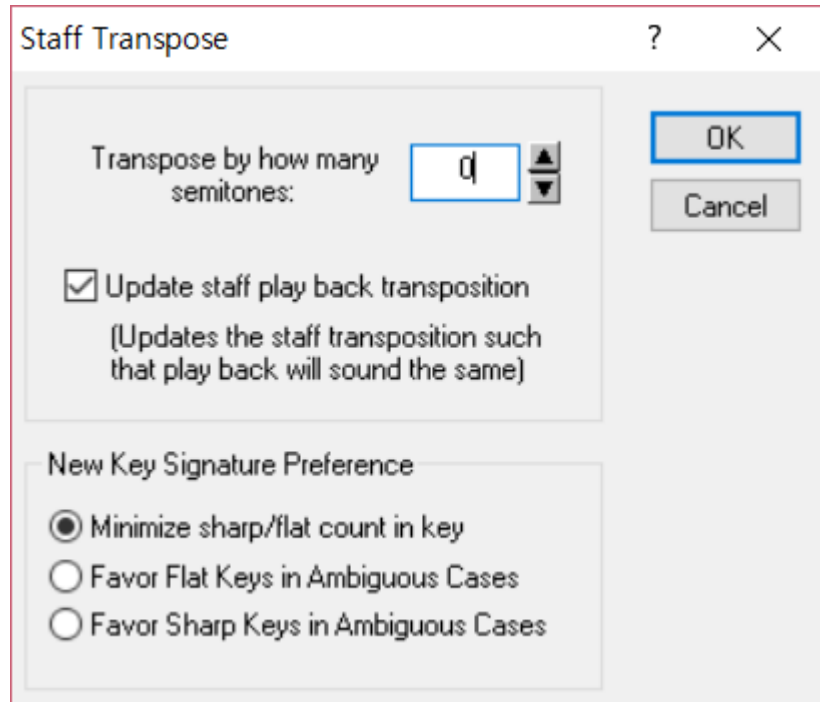 Staff Transpose
?
Transpose by how many
semitones:
0
OK
Cancel
Update staff play back transposition
(Updates the staff transposition such
that play back will sound the same)
New Key Signature Preference
Minimize sharp/flat count in key
Favor Flat Keys in Ambiguous Cases
Favor Sharp Keys in Ambiguous Cases